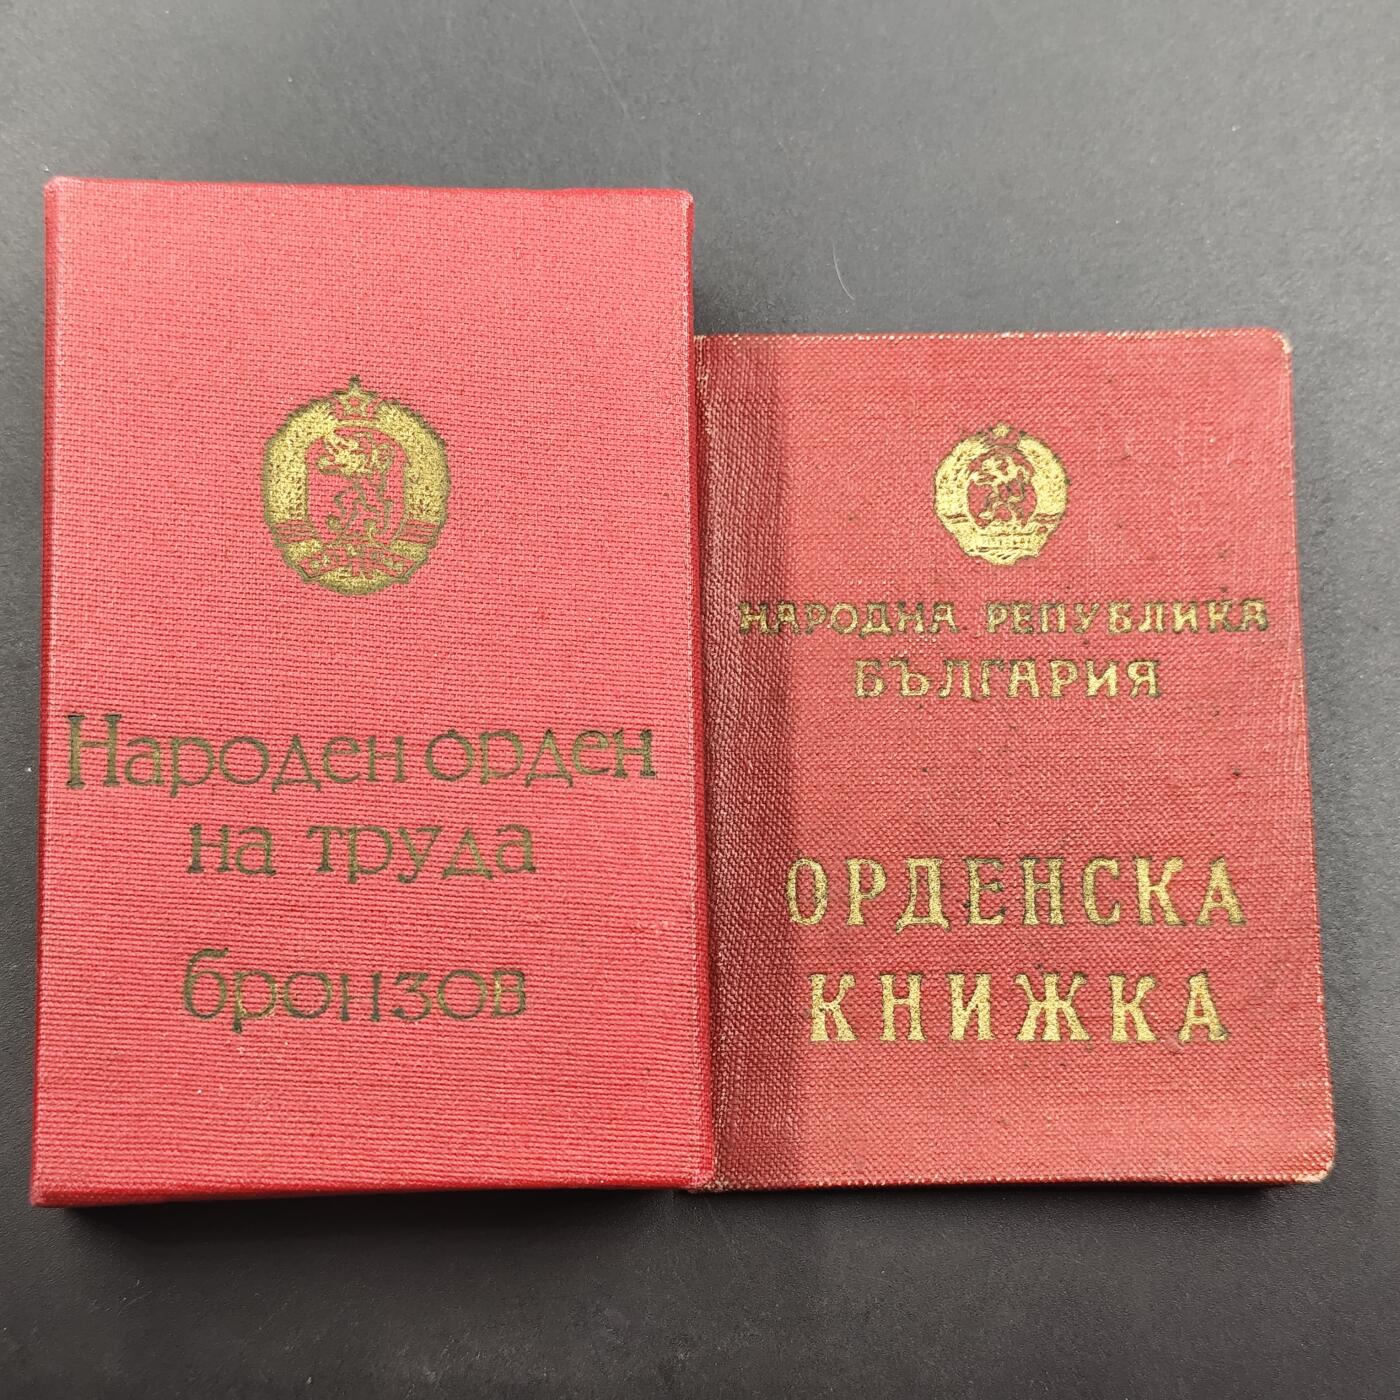 Народен орден
на труда
бронзов
НАРОДНА РЕПУБЛИКА
БЪЛГАРИЯ
ОРДЕНСКА
КНИЖКА